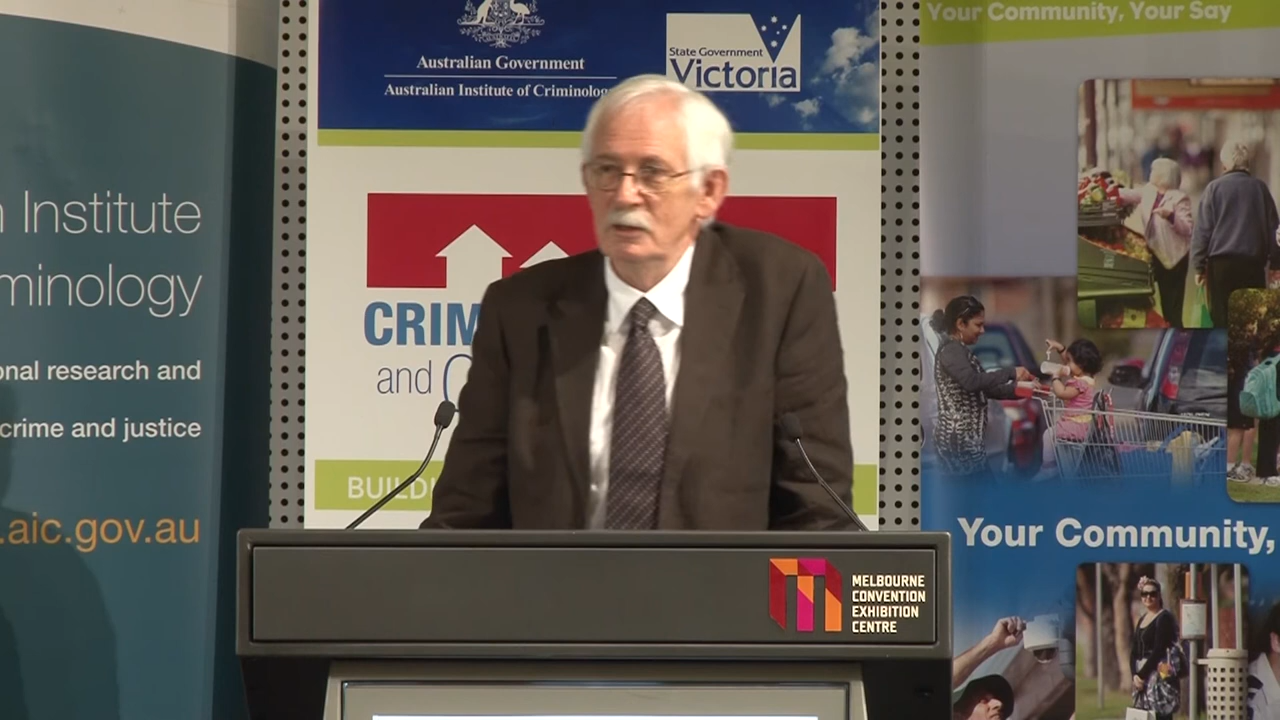 Institute
minology
onal research and
crime and justice
.aic.gov.au
Australian Government
Australian Institute of Criminolog
State Government
Victoria
CRIM
and
BUILDI
Your Community, Your Say
Your Community,
MELBOURNE
CONVENTION
EXHIBITION
CENTRE